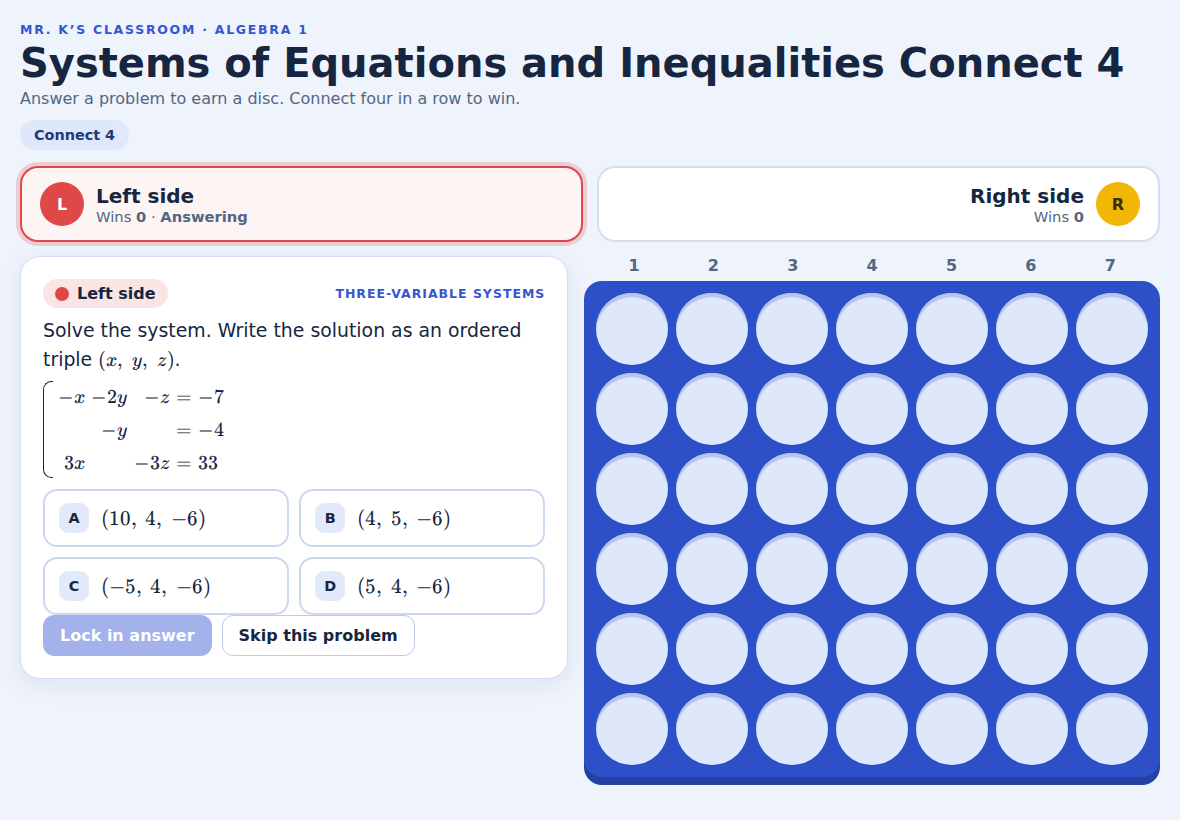 MR. K’S CLASSROOM · ALGEBRA 1
Systems of Equations and Inequalities Connect 4
Answer a problem to earn a disc. Connect four in a row to win.
Connect 4
L
Left side
Wins 0 · Answering
Right side
Wins 0
R
Left side
THREE-VARIABLE SYSTEMS
Solve the system. Write the solution as an ordered
triple (x, y, z).
−x −2y −z = −7
−y = −4
3x −3z = 33
A (10, 4, −6)
B (4, 5, −6)
C (−5, 4, −6)
D (5, 4, −6)
Lock in answer
Skip this problem
1 2 3 4 5 6 7